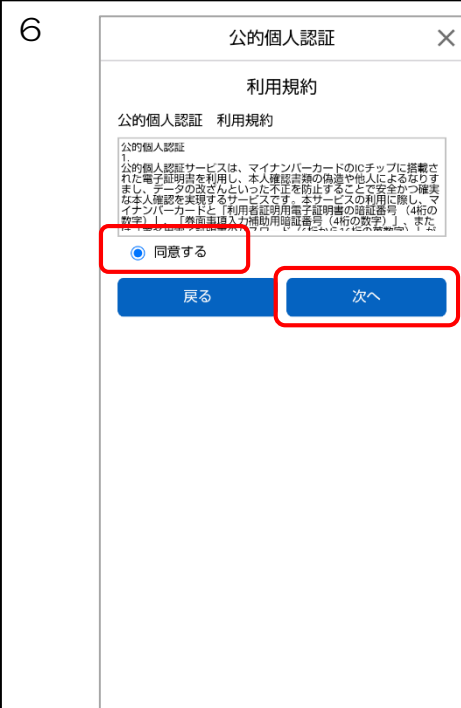 6
公的個人認証 ×
利用規約
公的個人認証 利用規約
公的個人認証
1.
公的個人認証サービスは、マイナンバーカードのICチップに搭載さ
れた電子証明書を利用し、本人確認書類の偽造や他人によるなりす
まし、データの改ざんといった不正を防止することで安全かつ確実
な本人確認を実現するサービスです。本サービスの利用に際し、マ
イナンバーカードと「利用者証明用電子証明書の暗証番号（4桁の
数字）」、「券面事項入力補助用暗証番号（4桁の数字）」、また
同意する
戻る
次へ